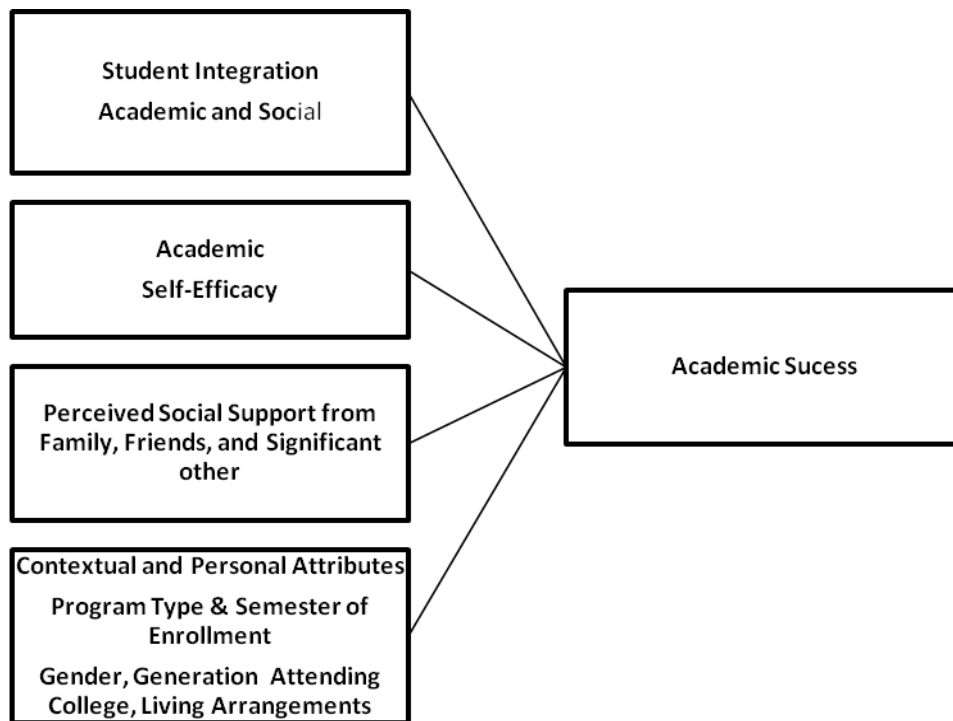 Student Integration
Academic and Social
Academic
Self-Efficacy
Perceived Social Support from
Family, Friends, and Significant
other
Contextual and Personal Attributes
Program Type & Semester of
Enrollment
Gender, Generation Attending
College, Living Arrangements
Academic Sucess